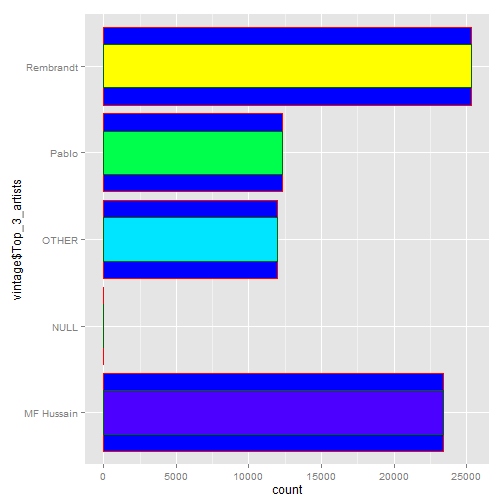 Rembrandt
Pablo
OTHER
NULL
MF Hussain
vintage$Top_3_artists
0 5000 10000 15000 20000 25000
count